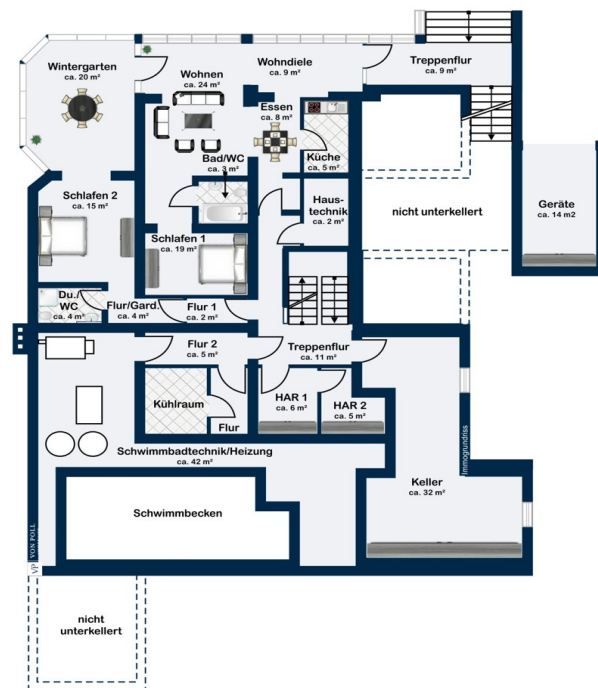 Wintergarten
ca. 20 m²
Wohnen
ca. 24 m²
Wohndiele
ca. 9 m²
Treppenflur
ca. 9 m²
Essen
ca. 8 m²
Bad/WC
ca. 3 m²
Küche
ca. 5 m²
Schlafen 2
ca. 15 m²
Haus-
technik
ca. 2 m²
nicht unterkellert
Geräte
ca. 14 m2
Schlafen 1
ca. 19 m²
Du./
WC
ca. 4 m²
Flur/Gard.
ca. 4 m²
Flur 1
ca. 2 m²
Flur 2
ca. 5 m²
Treppenflur
ca. 11 m²
Kühlraum
Flur
HAR 1
ca. 6 m²
HAR 2
ca. 5 m²
Immogrundriss
Schwimmbadtechnik/Heizung
ca. 42 m²
Keller
ca. 32 m²
Schwimmbecken
VP VON POLL
nicht
unterkellert